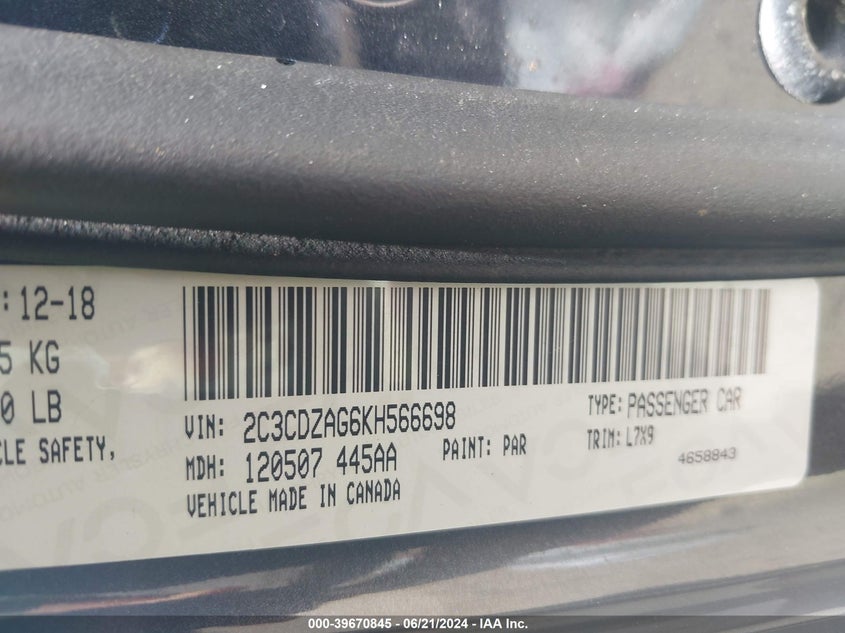 : 12-18
5 KG
0 LB
CLE SAFETY,
VIN: 2C3CDZAG6KH566698
TYPE: PASSENGER CAR
MDH: 120507 445AA
PAINT: PAR
TRIM: L7X9
VEHICLE MADE IN CANADA
4658843
000-39670845 - 06/21/2024 - IAA Inc.